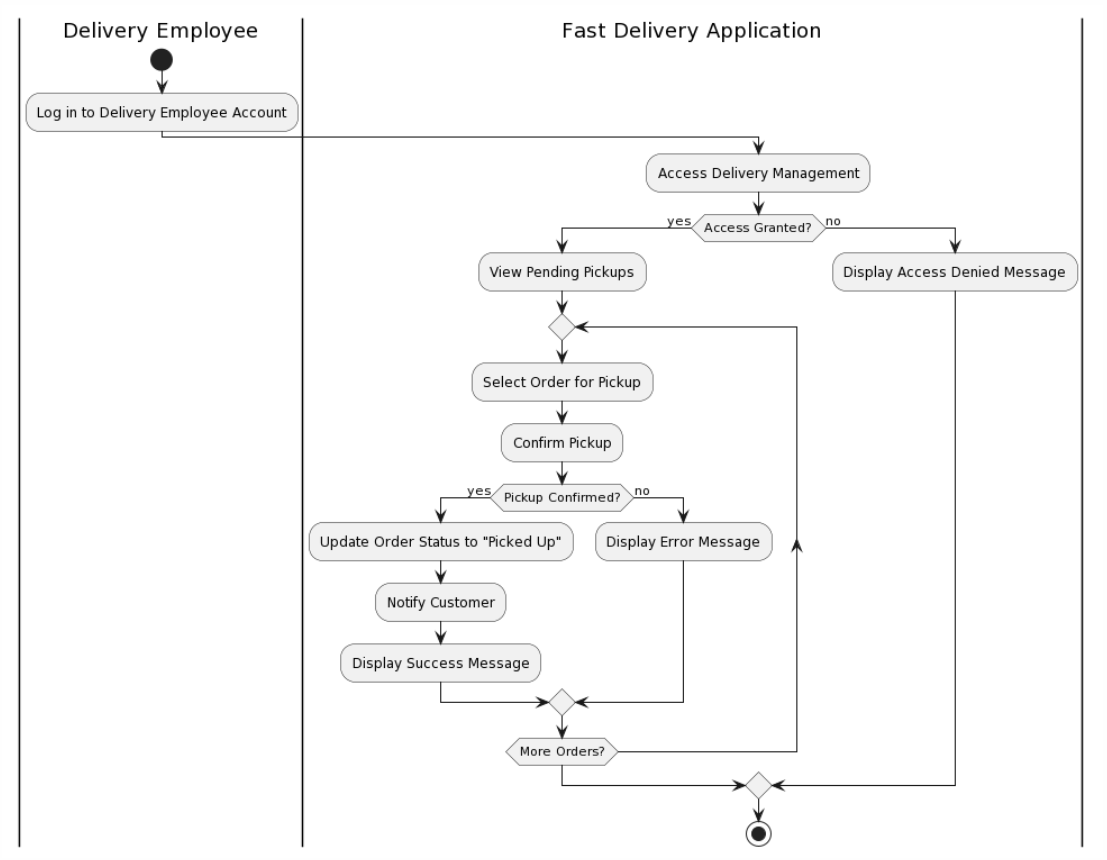 Delivery Employee
Fast Delivery Application
Log in to Delivery Employee Account
Access Delivery Management
yes
Access Granted?
no
View Pending Pickups
Display Access Denied Message
Select Order for Pickup
Confirm Pickup
yes
Pickup Confirmed?
no
Update Order Status to "Picked Up"
Display Error Message
Notify Customer
Display Success Message
More Orders?